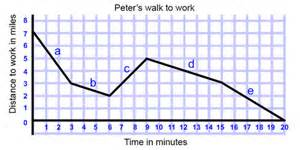 Peter's walk to work
Distance to work in miles
8
7
6
5
4
3
2
1
0
a
b
c
d
e
1 2 3 4 5 6 7 8 9 10 11 12 13 14 15 16 17 18 19 20
Time in minutes